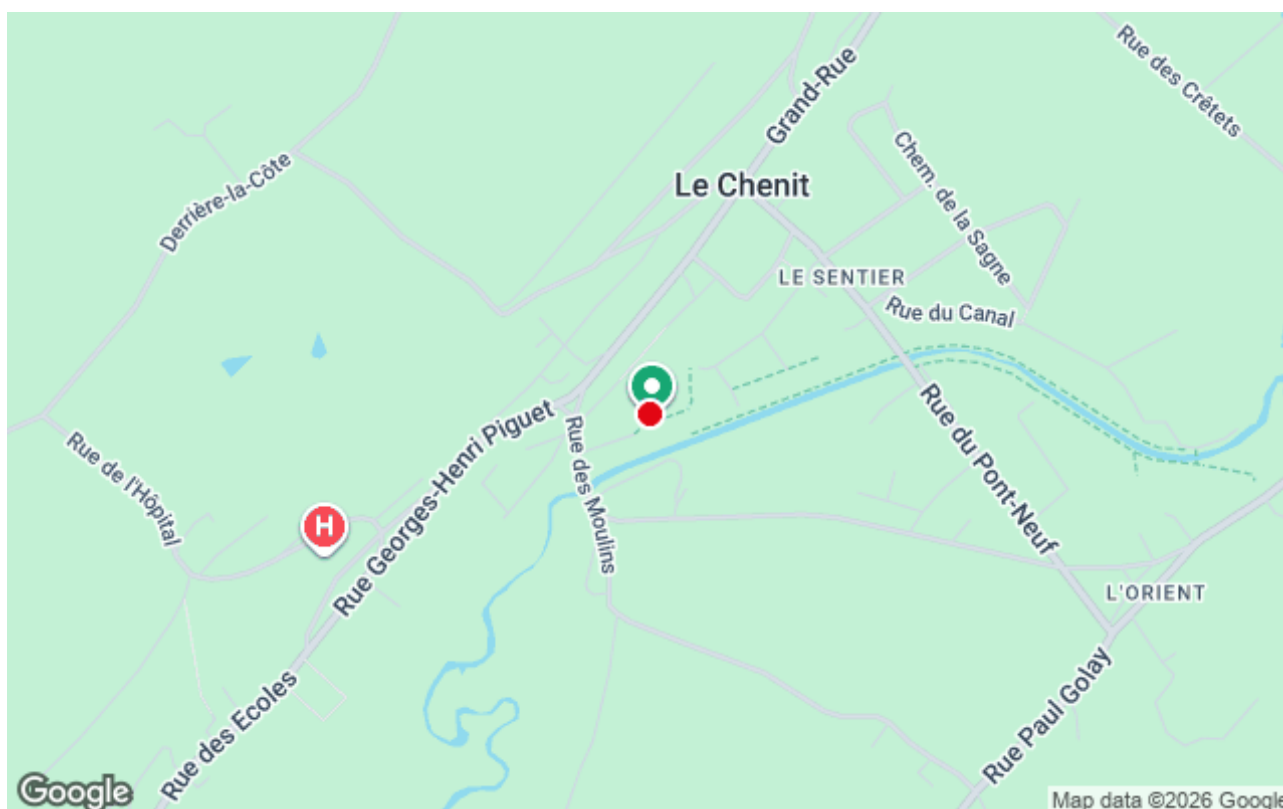 Rue des Crêtets
Grand-Rue
Derrière-la-Côte
Le Chenit
Chem. de la Sagne
LE SENTIER
Rue du Canal
Rue Georges-Henri Piguet
Rue des Moulins
Rue du Pont-Neuf
Rue de l'Hôpital
H
L'ORIENT
Rue des Ecoles
Rue Paul Golay
Google
Map data ©2026 Google